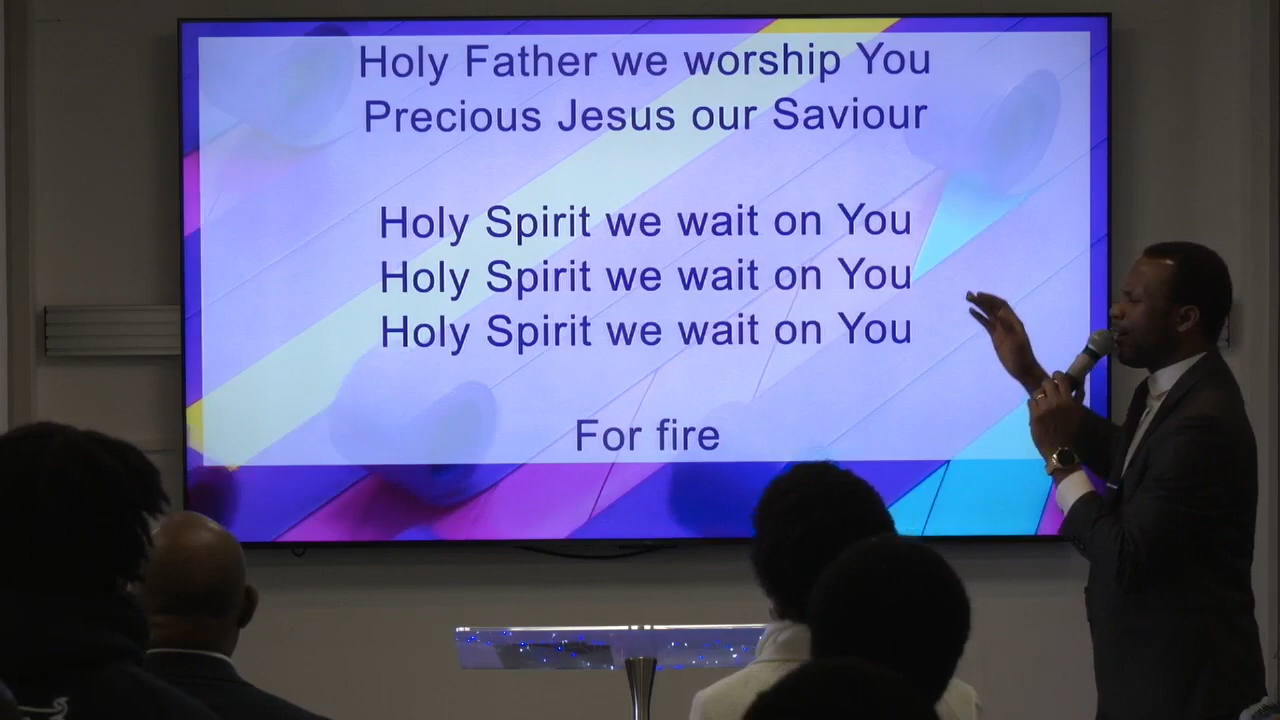 Holy Father we worship You
Precious Jesus our Saviour
Holy Spirit we wait on You
Holy Spirit we wait on You
Holy Spirit we wait on You
For fire